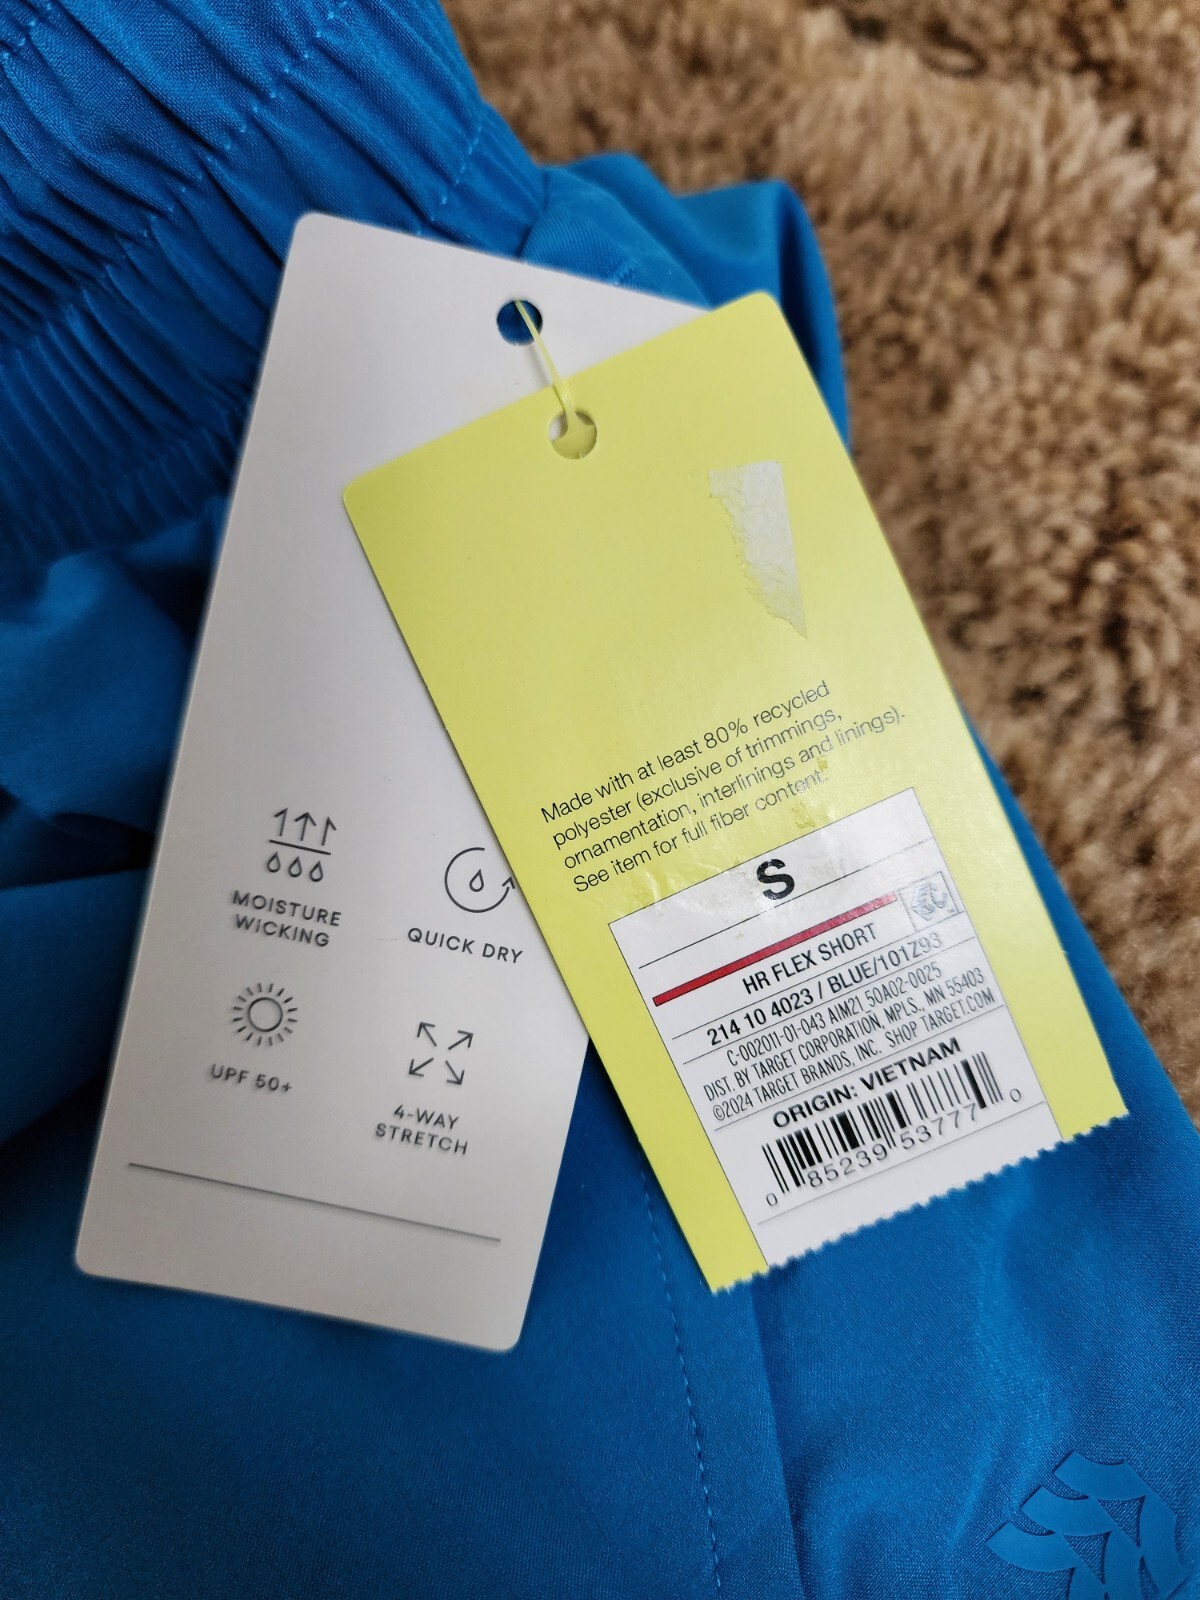 MOISTURE
WICKING
QUICK DRY
UPF 50+
4-WAY
STRETCH
Made with at least 80% recycled
polyester (exclusive of trimmings,
ornamentation, interlinings and linings).
See item for full fiber content.
S
HR FLEX SHORT
214 10 4023 / BLUE/101Z93
C-002011-01-043 A1M21 50A02-0025
DIST. BY TARGET CORPORATION, MPLS., MN 55403
©2024 TARGET BRANDS, INC. SHOP TARGET.COM
ORIGIN: VIETNAM
0 85239 53777 0